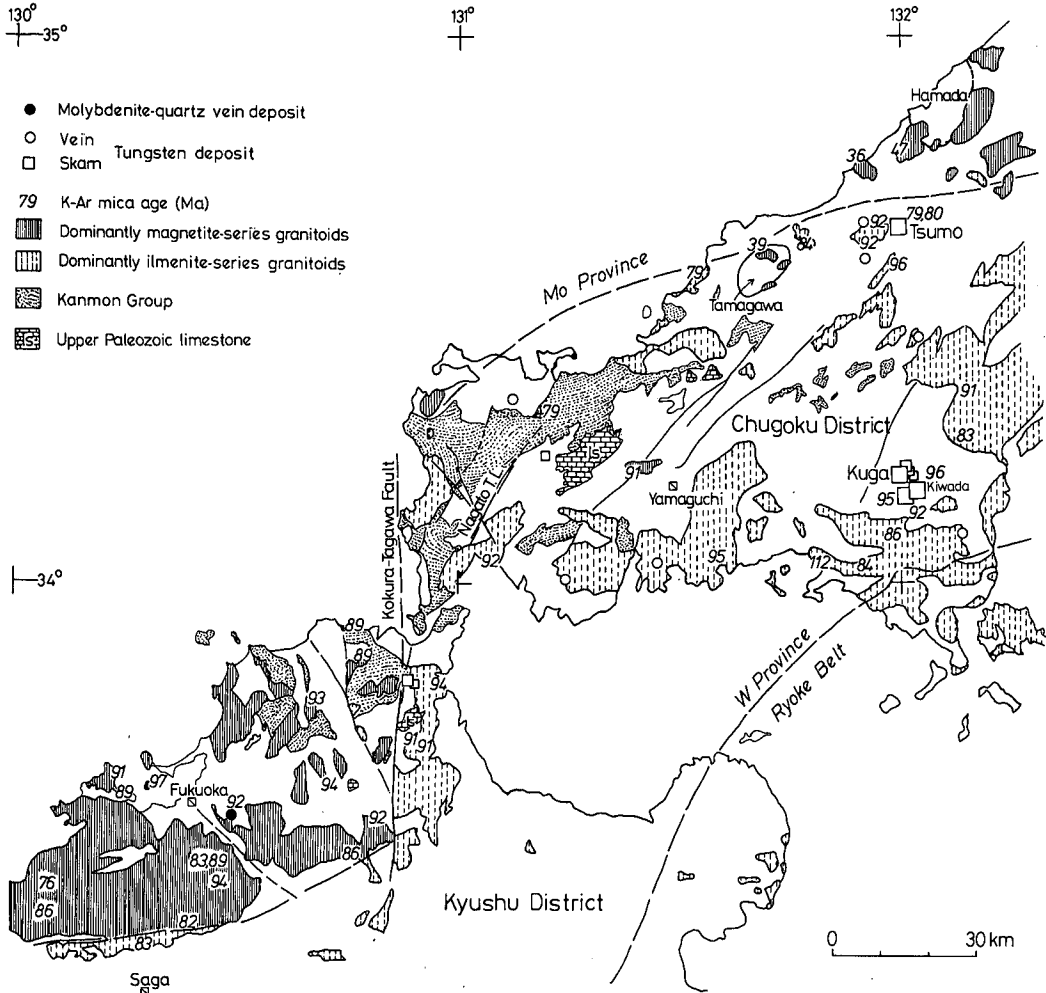 130°
131°
132°
35°
Molybdenite-quartz vein deposit
Vein
Tungsten deposit
Skarn
79 K-Ar mica age (Ma)
Dominantly magnetite-series granitoids
Dominantly ilmenite-series granitoids
Kanmon Group
Upper Paleozoic limestone
Hamada
47
36
92
79,80
Tsumo
92
84
39
96
Mo Province
79
Tamagawa
91
Chugoku District
83
79
Ls
91
Yamaguchi
Kuga
96
Kiwada
95
92
86
Nagato T.L.
Kokura-Tagawa Fault
92
95
112
84
34°
89
89
W Province
Ryoke Belt
94
93
Ls
91
91
91
89
97
94
Fukuoka
92
92
83,89
94
86
76
86
82
83
Kyushu District
Saga
0 30 km